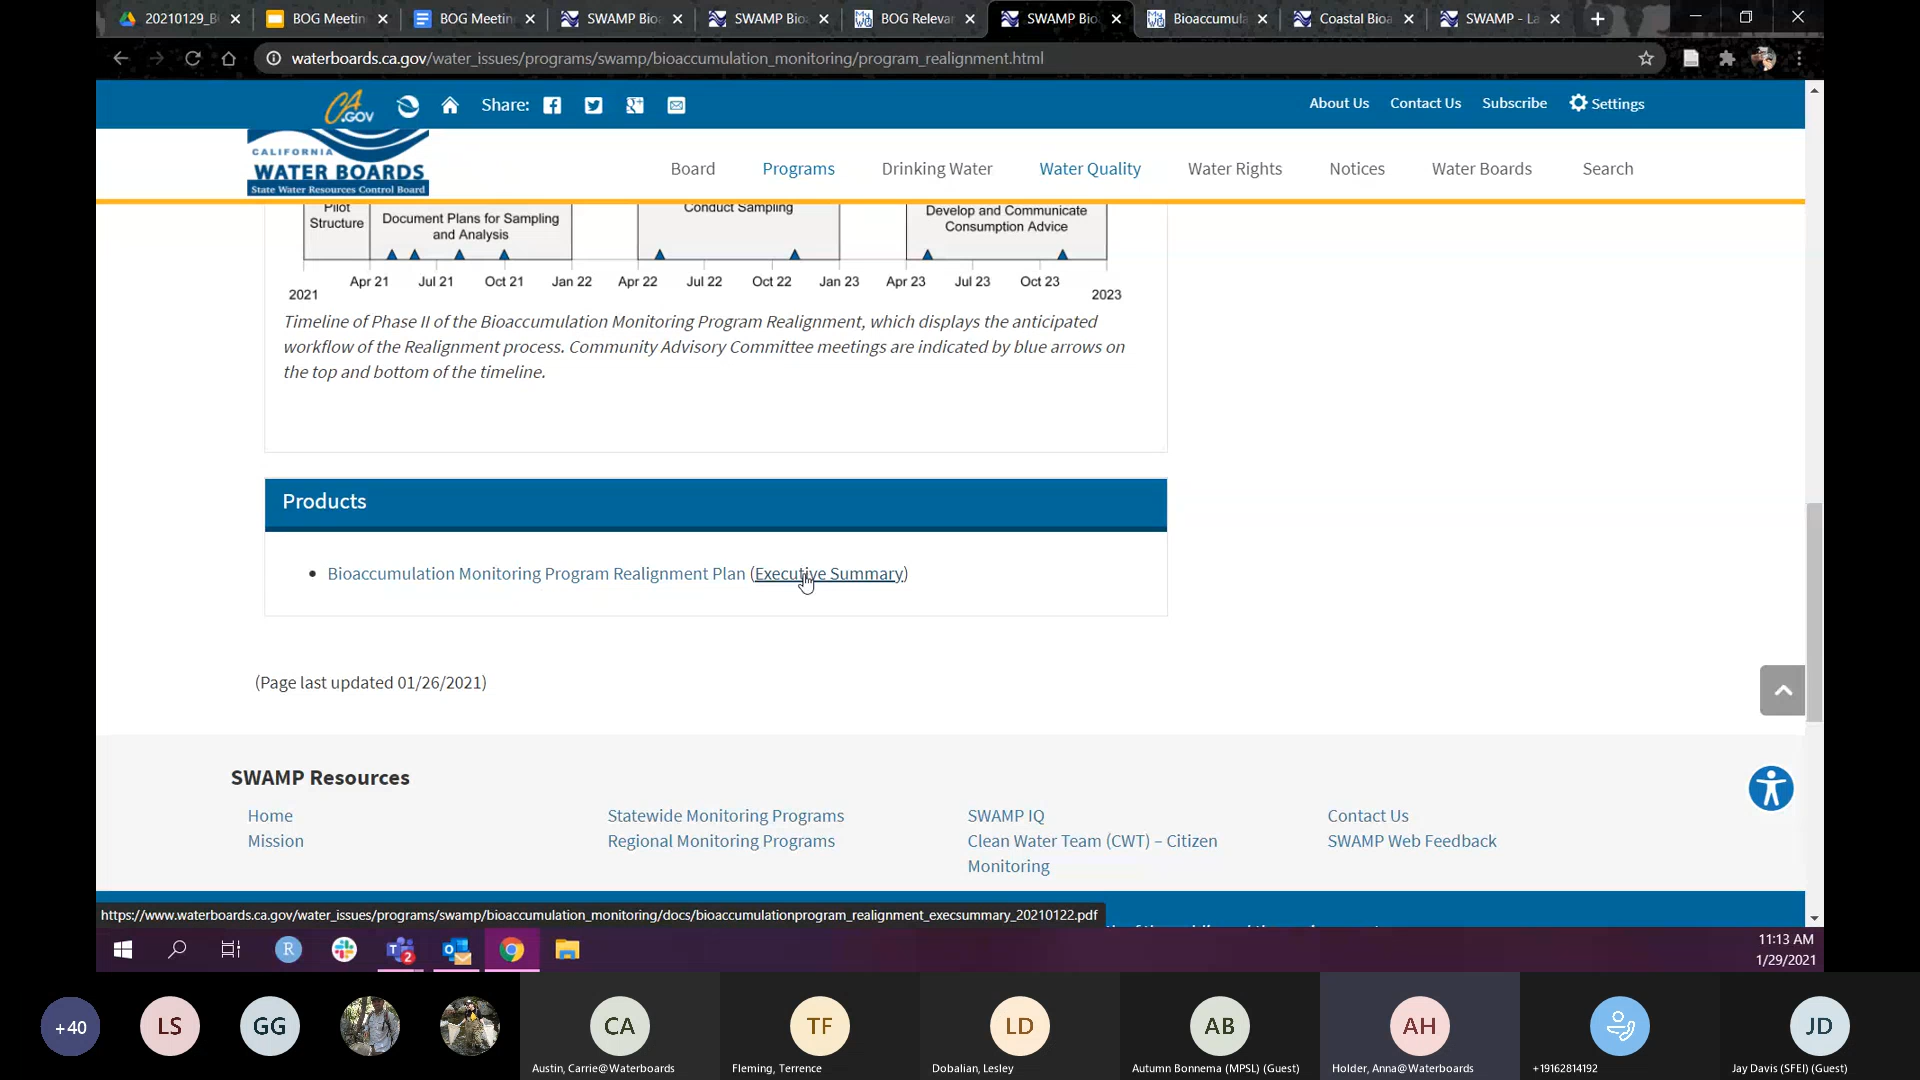 20210129_B
BOG Meetin
BOG Meetin
SWAMP Bioa
SWAMP Bioa
BOG Relevan
SWAMP Bio
Bioaccumula
Coastal Bioa
SWAMP - La
waterboards.ca.gov/water_issues/programs/swamp/bioaccumulation_monitoring/program_realignment.html
CA.GOV
Share:
About Us
Contact Us
Subscribe
Settings
CALIFORNIA
WATER BOARDS
State Water Resources Control Board
Board
Programs
Drinking Water
Water Quality
Water Rights
Notices
Water Boards
Search
Pilot
Structure
Document Plans for Sampling
and Analysis
Conduct Sampling
Develop and Communicate
Consumption Advice
Apr 21 Jul 21 Oct 21 Jan 22 Apr 22 Jul 22 Oct 22 Jan 23 Apr 23 Jul 23 Oct 23
2021 2023
Timeline of Phase II of the Bioaccumulation Monitoring Program Realignment, which displays the anticipated
workflow of the Realignment process. Community Advisory Committee meetings are indicated by blue arrows on
the top and bottom of the timeline.
Products
• Bioaccumulation Monitoring Program Realignment Plan (Executive Summary)
(Page last updated 01/26/2021)
SWAMP Resources
Home
Mission
Statewide Monitoring Programs
Regional Monitoring Programs
SWAMP IQ
Clean Water Team (CWT) – Citizen
Monitoring
Contact Us
SWAMP Web Feedback
https://www.waterboards.ca.gov/water_issues/programs/swamp/bioaccumulation_monitoring/docs/bioaccumulationprogram_realignment_execsummary_20210122.pdf
R
2
11:13 AM
1/29/2021
+40
LS
GG
CA
TF
LD
AB
AH
JD
Austin, Carrie@Waterboards
Fleming, Terrence
Dobalian, Lesley
Autumn Bonnema (MPSL) (Guest)
Holder, Anna@Waterboards
+19162814192
Jay Davis (SFEI) (Guest)